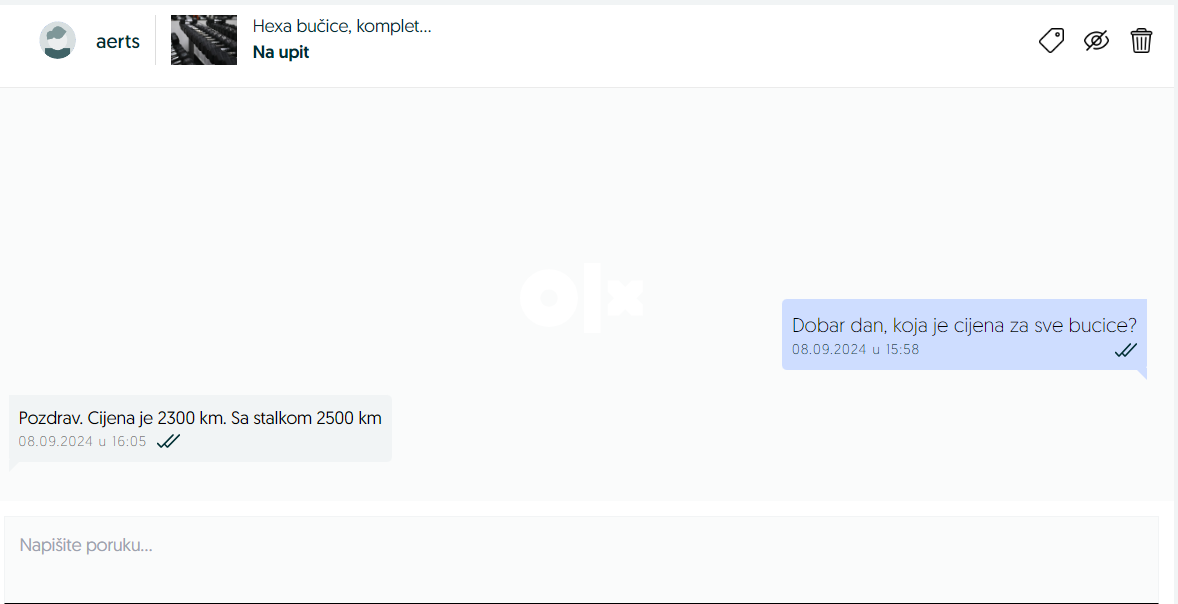 aerts
Hexa bučice, komplet...
Na upit
olx
Dobar dan, koja je cijena za sve bucice?
08.09.2024 u 15:58
Pozdrav. Cijena je 2300 km. Sa stalkom 2500 km
08.09.2024 u 16:05
Napišite poruku...